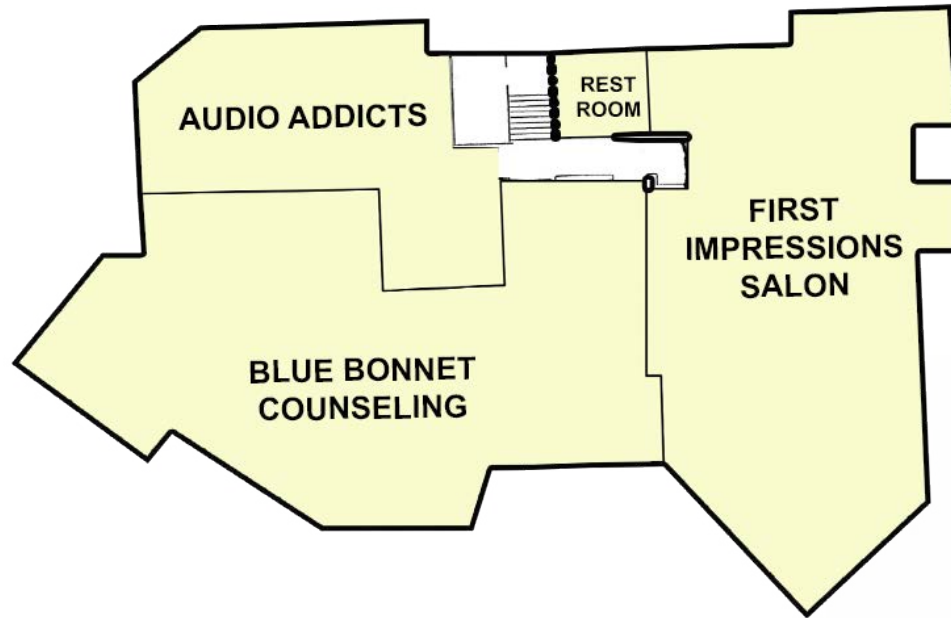 AUDIO ADDICTS
REST
ROOM
FIRST
IMPRESSIONS
SALON
BLUE BONNET
COUNSELING